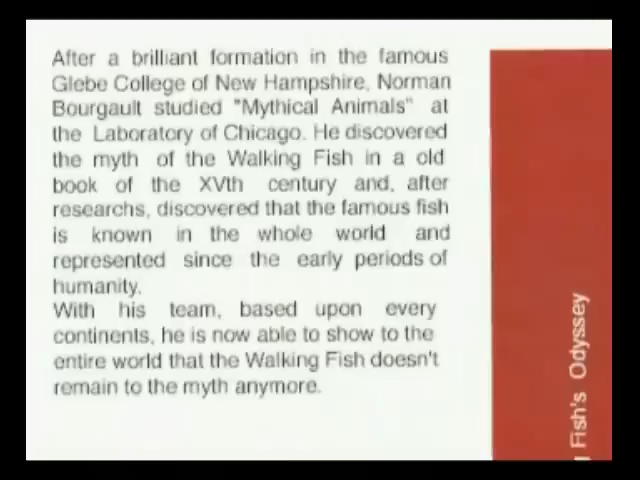 After a brilliant formation in the famous
Glebe College of New Hampshire, Norman
Bourgault studied "Mythical Animals" at
the Laboratory of Chicago. He discovered
the myth of the Walking Fish in a old
book of the XVth century and, after
researchs, discovered that the famous fish
is known in the whole world and
represented since the early periods of
humanity.
With his team, based upon every
continents, he is now able to show to the
entire world that the Walking Fish doesn't
remain to the myth anymore.
Fish's Odyssey